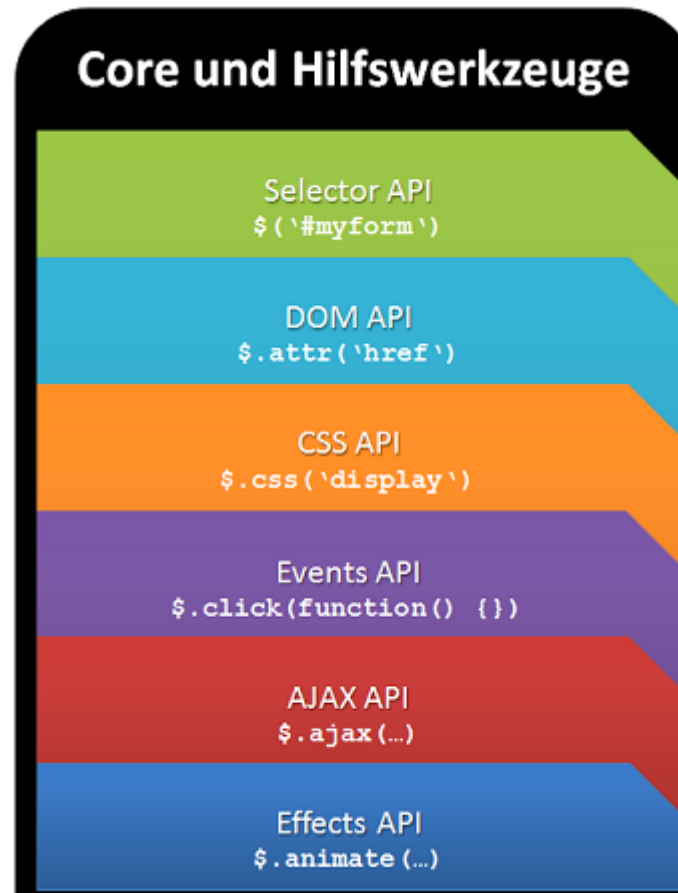 Core und Hilfswerkzeuge
Selector API
$(‘#myform‘)
DOM API
$.attr(‘href‘)
CSS API
$.css(‘display‘)
Events API
$.click(function() {})
AJAX API
$.ajax(…)
Effects API
$.animate(…)